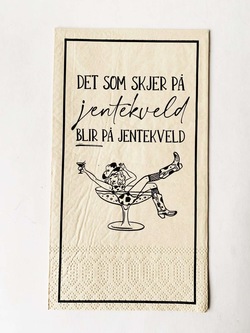 DET SOM SKJER PÅ
jentekveld
BLIR PÅ JENTEKVELD